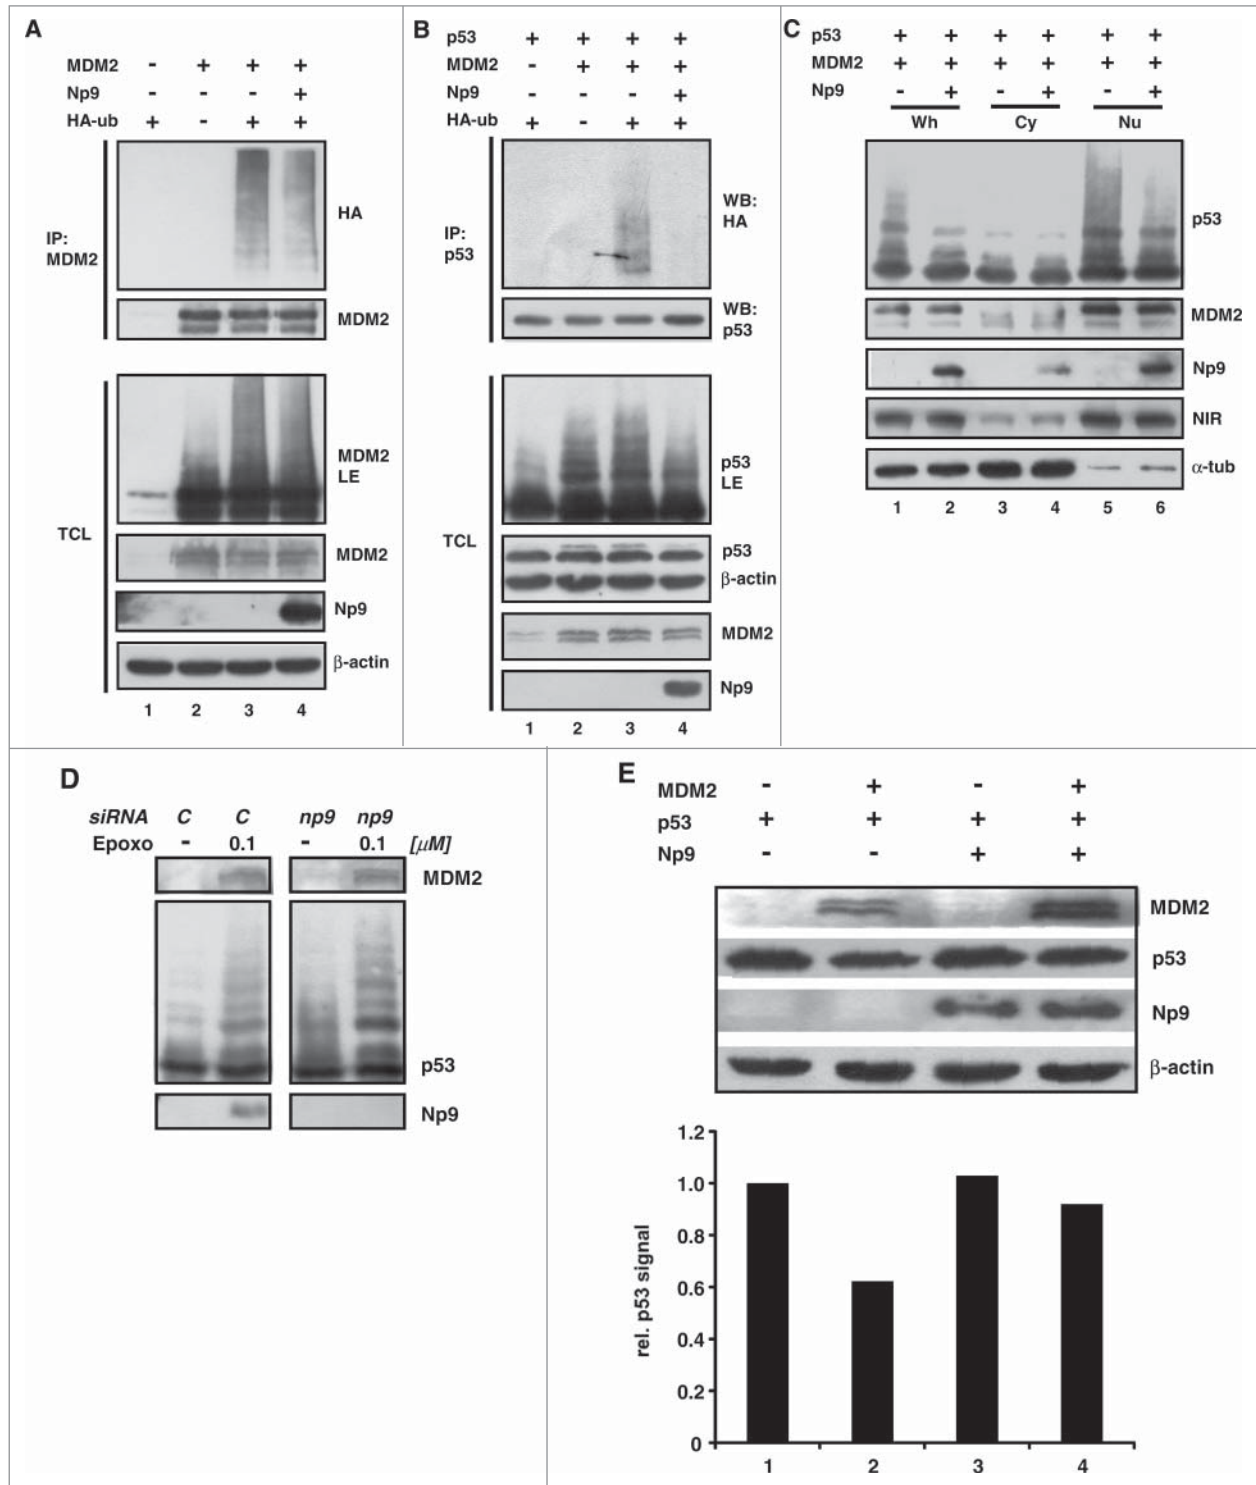 A
MDM2 - + + +
Np9 - - - +
HA-ub + - + +
IP:
MDM2
HA
MDM2
TCL
MDM2
LE
MDM2
Np9
β-actin
1 2 3 4
B
p53 + + + +
MDM2 - + + +
Np9 - - - +
HA-ub + - + +
IP:
p53
WB:
HA
WB:
p53
TCL
p53
LE
p53
β-actin
MDM2
Np9
1 2 3 4
C
p53 + + + + + +
MDM2 + + + + + +
Np9 - + - + - +
Wh Cy Nu
p53
MDM2
Np9
NIR
α-tub
1 2 3 4 5 6
D
siRNA C C np9 np9
Epoxo - 0.1 - 0.1 [μM]
MDM2
p53
Np9
E
MDM2 - + - +
p53 + + + +
Np9 - - + +
MDM2
p53
Np9
β-actin
rel. p53 signal
1.2
1.0
0.8
0.6
0.4
0.2
0
1 2 3 4